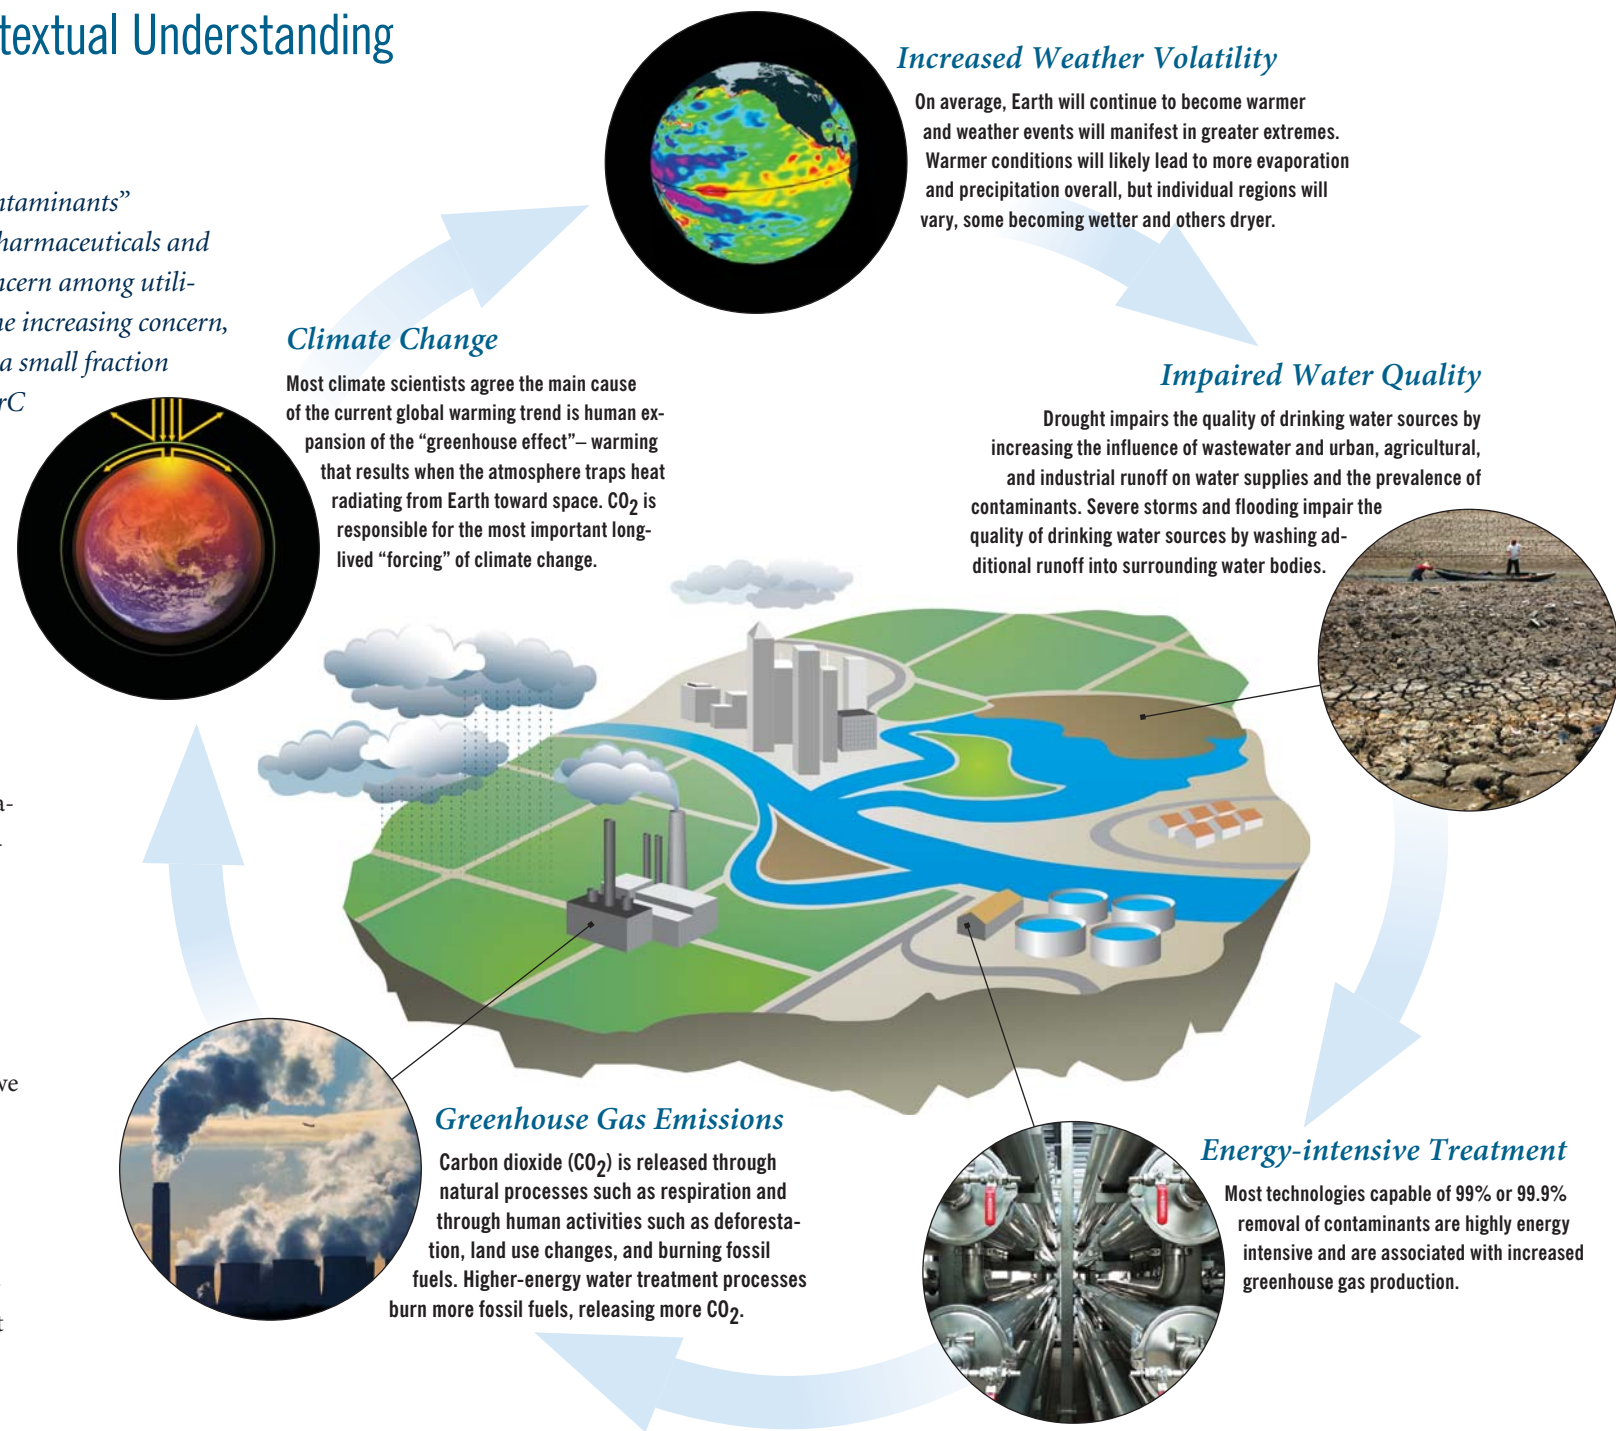 textual Understanding
ntaminants”
harmaceuticals and
ncern among utili-
ne increasing concern,
a small fraction
rC
a-
we
t
Increased Weather Volatility
On average, Earth will continue to become warmer
and weather events will manifest in greater extremes.
Warmer conditions will likely lead to more evaporation
and precipitation overall, but individual regions will
vary, some becoming wetter and others dryer.
Climate Change
Most climate scientists agree the main cause
of the current global warming trend is human ex-
pansion of the “greenhouse effect”– warming
that results when the atmosphere traps heat
radiating from Earth toward space. CO2 is
responsible for the most important long-
lived “forcing” of climate change.
Impaired Water Quality
Drought impairs the quality of drinking water sources by
increasing the influence of wastewater and urban, agricultural,
and industrial runoff on water supplies and the prevalence of
contaminants. Severe storms and flooding impair the
quality of drinking water sources by washing ad-
ditional runoff into surrounding water bodies.
Greenhouse Gas Emissions
Carbon dioxide (CO2) is released through
natural processes such as respiration and
through human activities such as deforesta-
tion, land use changes, and burning fossil
fuels. Higher-energy water treatment processes
burn more fossil fuels, releasing more CO2.
Energy-intensive Treatment
Most technologies capable of 99% or 99.9%
removal of contaminants are highly energy
intensive and are associated with increased
greenhouse gas production.